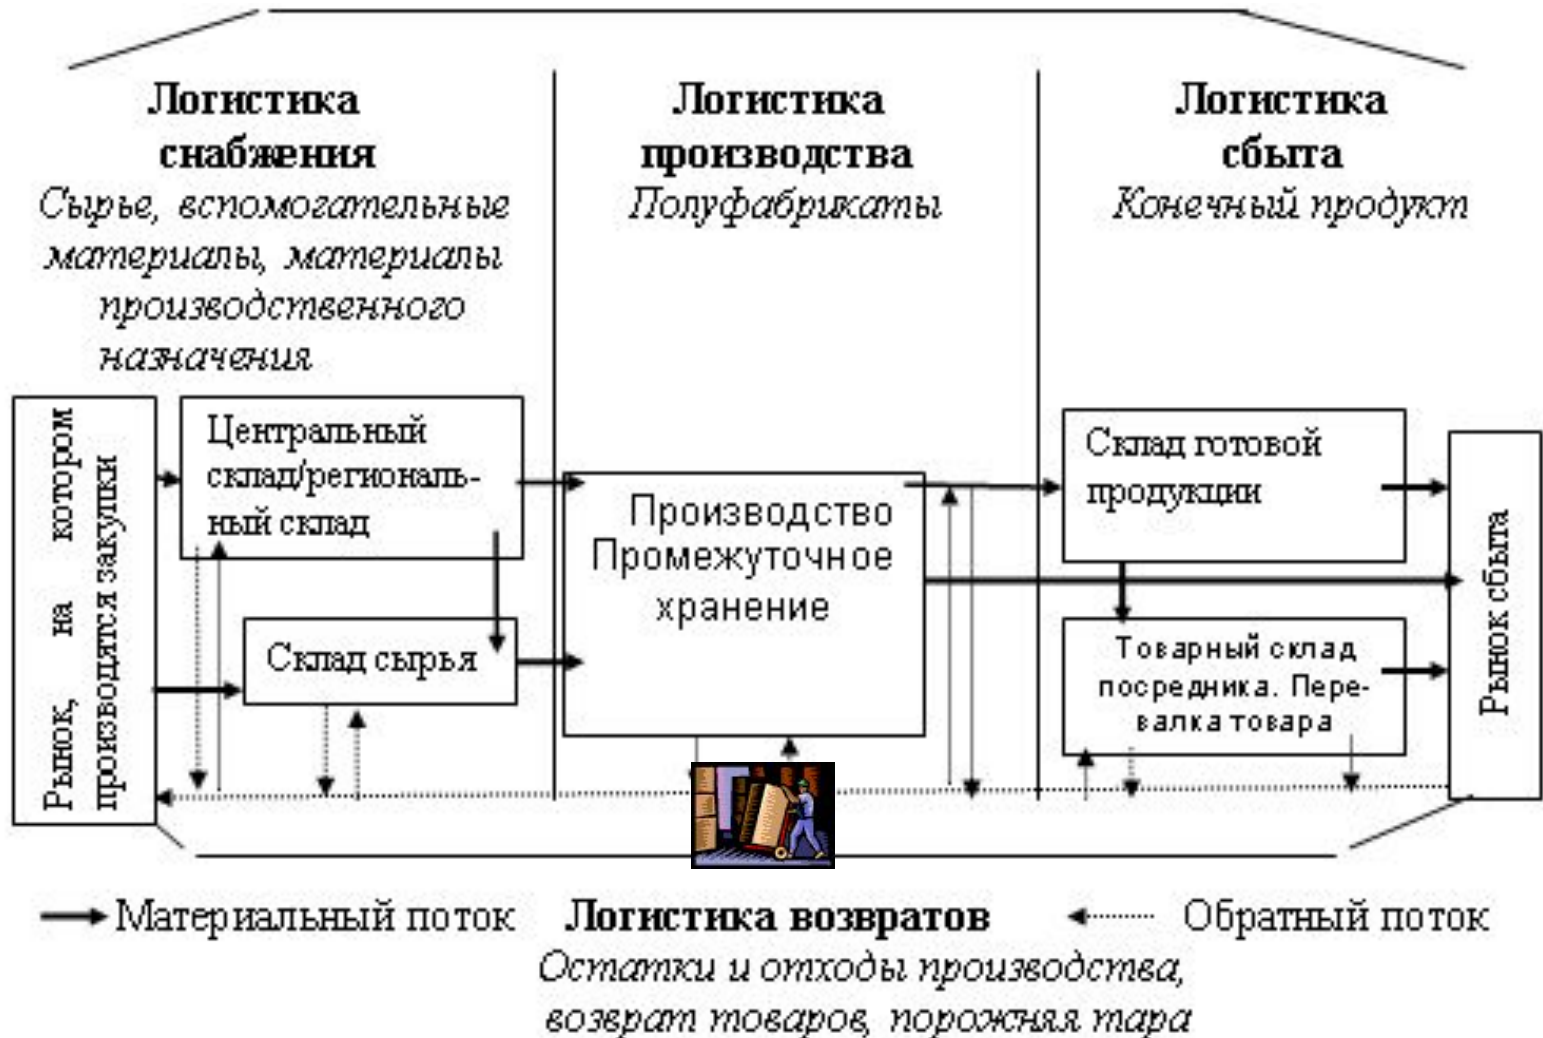 Логистика
снабжения
Сырье, вспомогательные
материалы, материалы
производственного
назначения
Логистика
производства
Полуфабрикаты
Логистика
сбыта
Конечный продукт
Рынок, на котором
производятся закупки
Центральный
склад/региональ-
ный склад
Склад сырья
Производство
Промежуточное
хранение
Склад готовой
продукции
Товарный склад
посредника. Пере-
валка товара
Рынок сбыта
Материальный поток
Логистика возвратов
Обратный поток
Остатки и отходы производства,
возврат товаров, порожняя тара